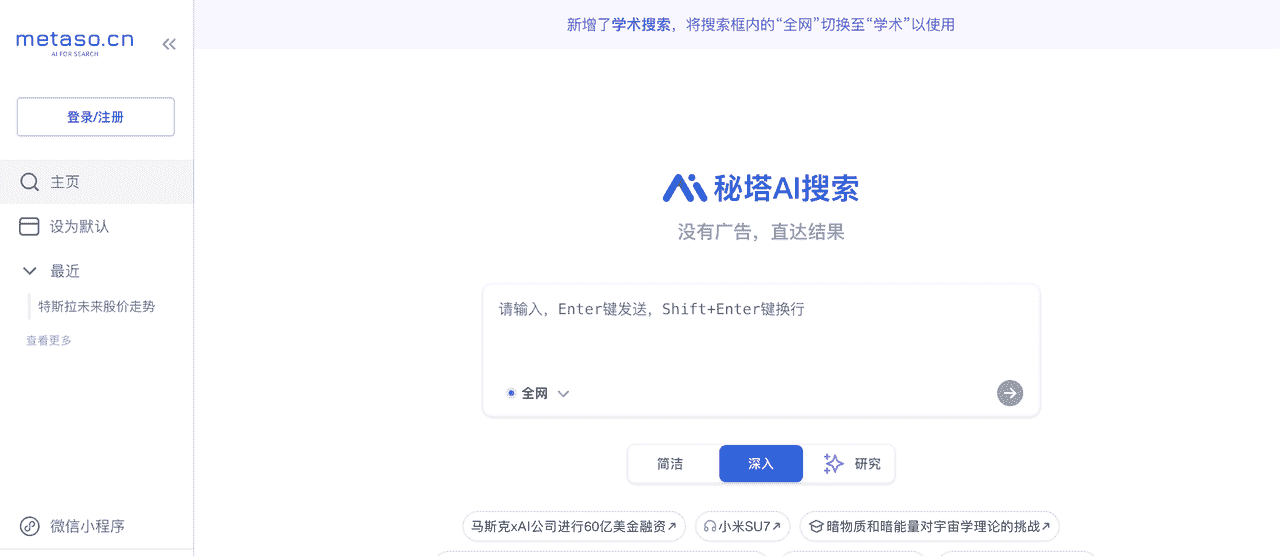 新增了学术搜索，将搜索框内的“全网”切换至“学术”以使用
metaso.cn
AI FOR SEARCH
登录/注册
主页
设为默认
最近
特斯拉未来股价走势
查看更多
微信小程序
秘塔AI搜索
没有广告，直达结果
请输入，Enter键发送，Shift+Enter键换行
全网
简洁 深入 研究
马斯克xAI公司进行60亿美金融资↗ 小米SU7↗ 暗物质和暗能量对宇宙学理论的挑战↗